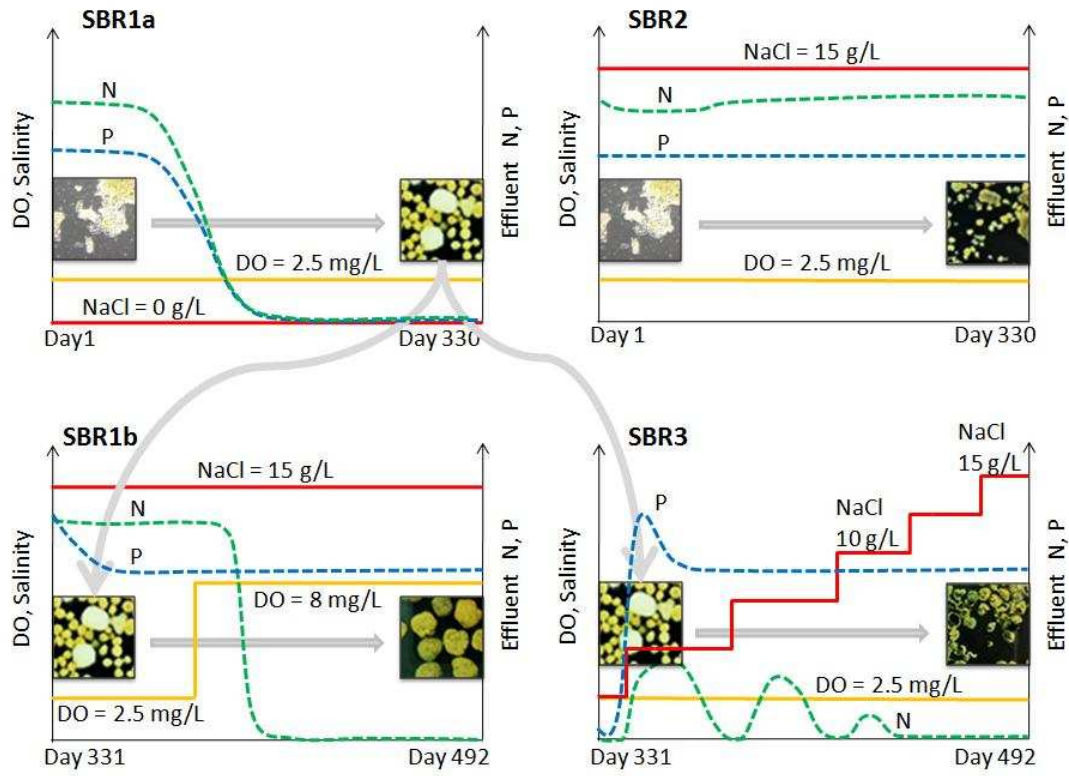 SBR1a
DO, Salinity
N
P
DO = 2.5 mg/L
NaCl = 0 g/L
Day1
Day 330
Effluent N, P
SBR2
DO, Salinity
NaCl = 15 g/L
N
P
DO = 2.5 mg/L
Day 1
Day 330
Effluent N, P
SBR1b
DO, Salinity
NaCl = 15 g/L
N
P
DO = 8 mg/L
DO = 2.5 mg/L
Day 331
Day 492
Effluent N, P
SBR3
DO, Salinity
NaCl
15 g/L
P
NaCl
10 g/L
DO = 2.5 mg/L
N
Day 331
Day 492
Effluent N, P